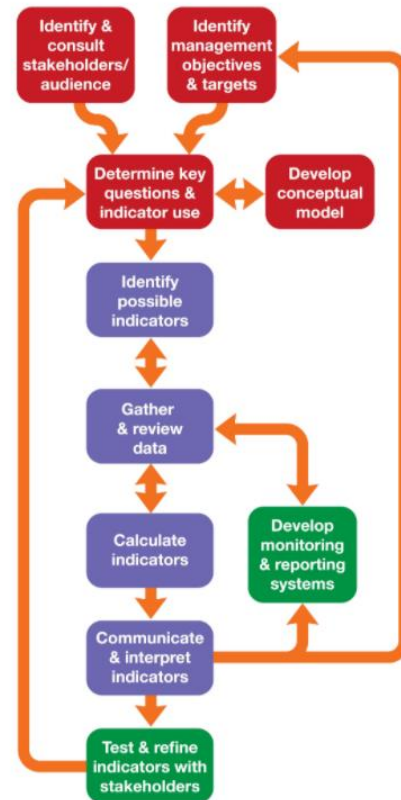 Identify &
consult
stakeholders/
audience
Identify
management
objectives
& targets
Determine key
questions &
indicator use
Develop
conceptual
model
Identify
possible
indicators
Gather
& review
data
Calculate
indicators
Develop
monitoring
& reporting
systems
Communicate
& interpret
indicators
Test & refine
indicators with
stakeholders